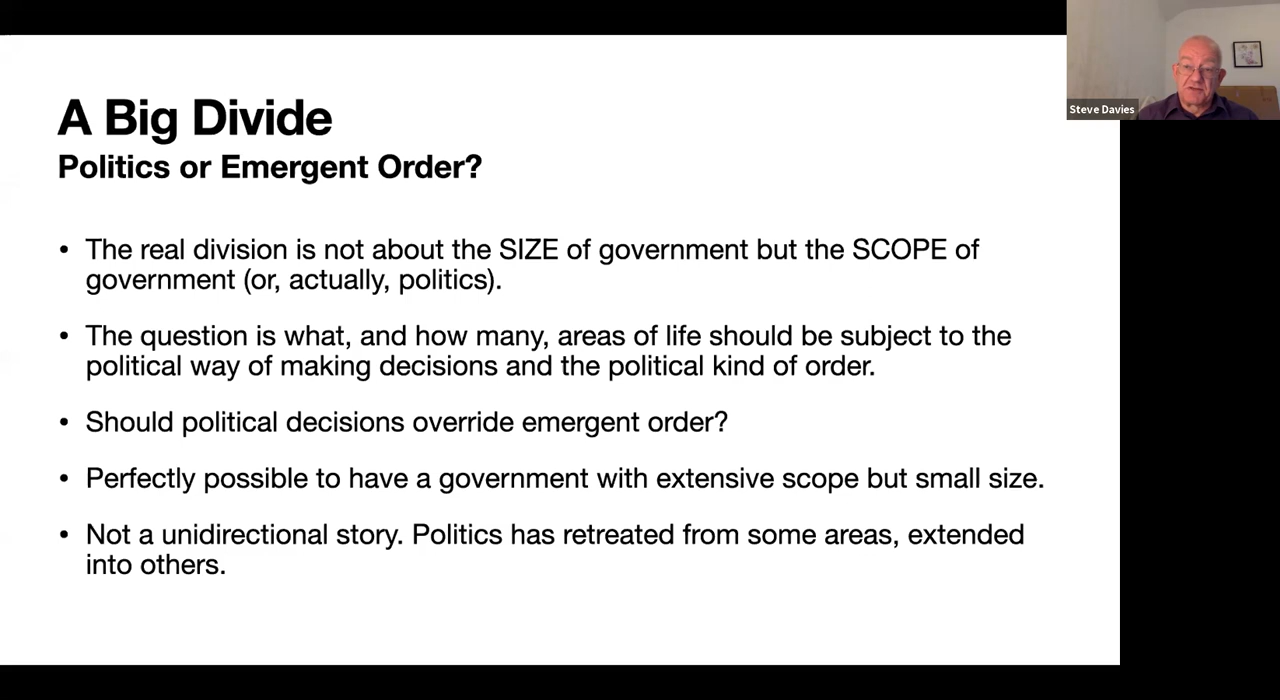 A Big Divide
Politics or Emergent Order?
• The real division is not about the SIZE of government but the SCOPE of
government (or, actually, politics).
• The question is what, and how many, areas of life should be subject to the
political way of making decisions and the political kind of order.
• Should political decisions override emergent order?
• Perfectly possible to have a government with extensive scope but small size.
• Not a unidirectional story. Politics has retreated from some areas, extended
into others.
Steve Davies